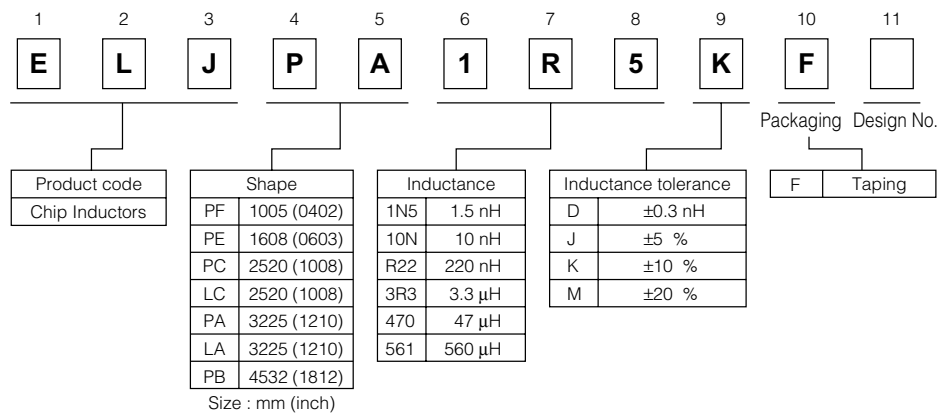 1 2 3 4 5 6 7 8 9 10 11
E L J P A 1 R 5 K F
Packaging Design No.
Product code
Chip Inductors
Shape
PF 1005 (0402)
PE 1608 (0603)
PC 2520 (1008)
LC 2520 (1008)
PA 3225 (1210)
LA 3225 (1210)
PB 4532 (1812)
Size : mm (inch)
Inductance
1N5 1.5 nH
10N 10 nH
R22 220 nH
3R3 3.3 µH
470 47 µH
561 560 µH
Inductance tolerance
D ±0.3 nH
J ±5 %
K ±10 %
M ±20 %
F Taping